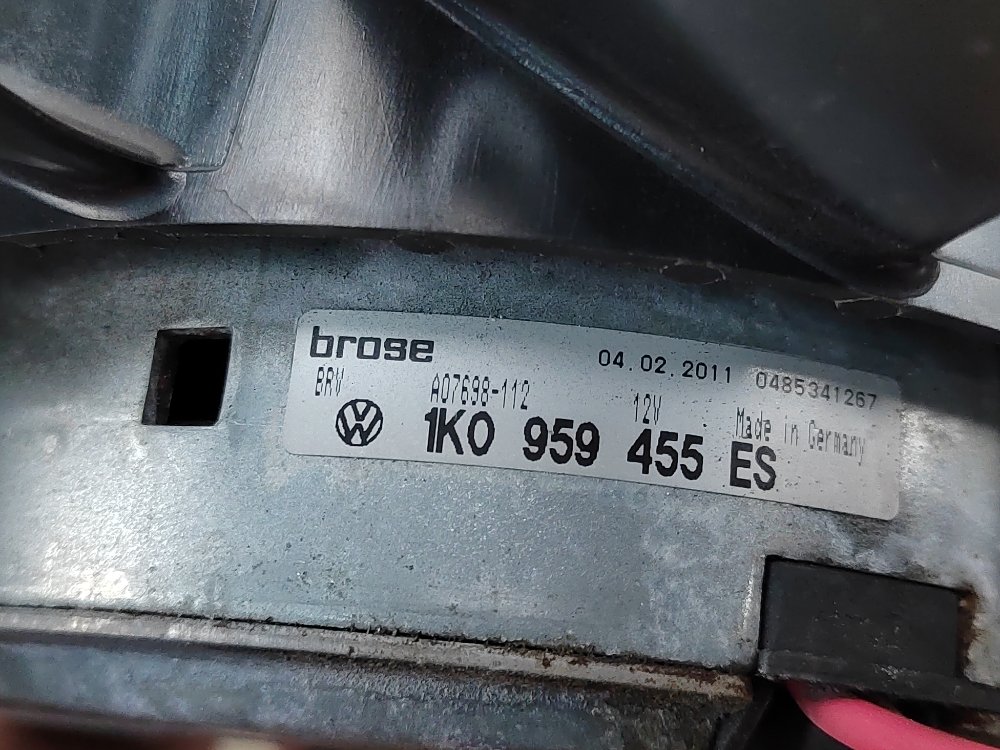 brose 04.02.2011 0485341267
BRV A07698-112 12V Made in Germany
1K0 959 455 ES